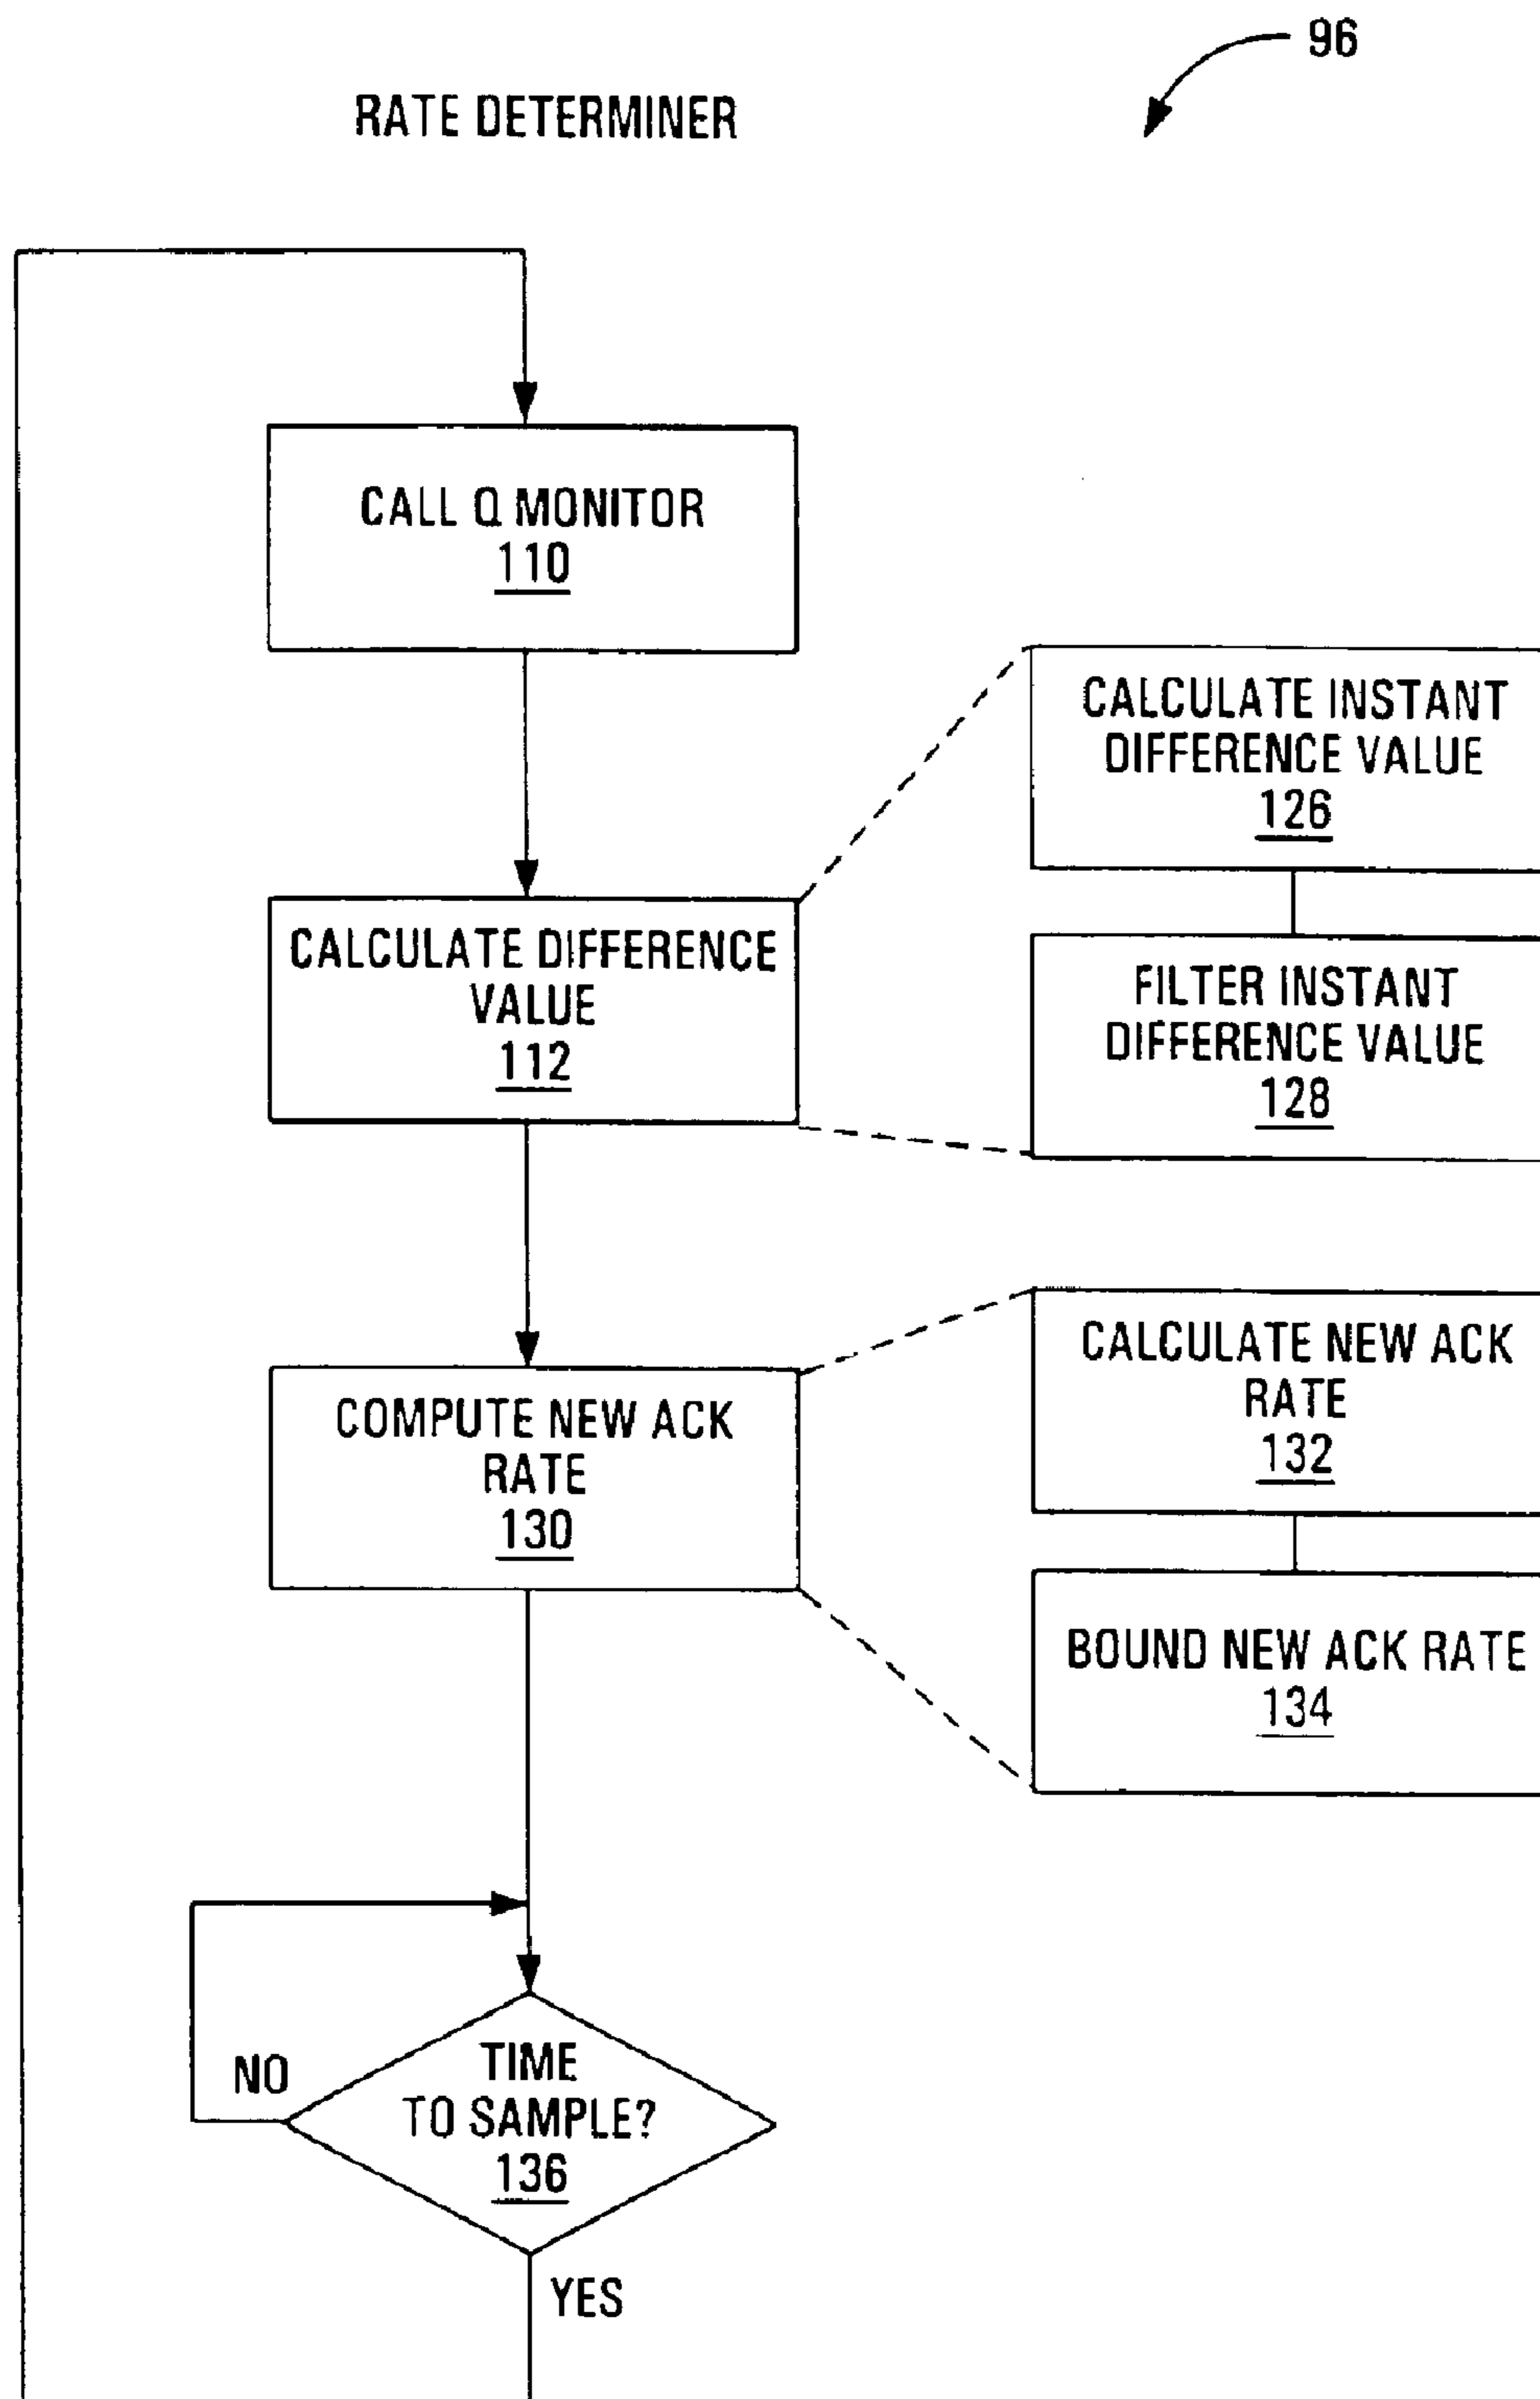 96
RATE DETERMINER
CALL Q MONITOR
110
CALCULATE INSTANT
DIFFERENCE VALUE
126
CALCULATE DIFFERENCE
VALUE
112
FILTER INSTANT
DIFFERENCE VALUE
128
COMPUTE NEW ACK
RATE
130
CALCULATE NEW ACK
RATE
132
BOUND NEW ACK RATE
134
TIME
TO SAMPLE?
136
NO
YES